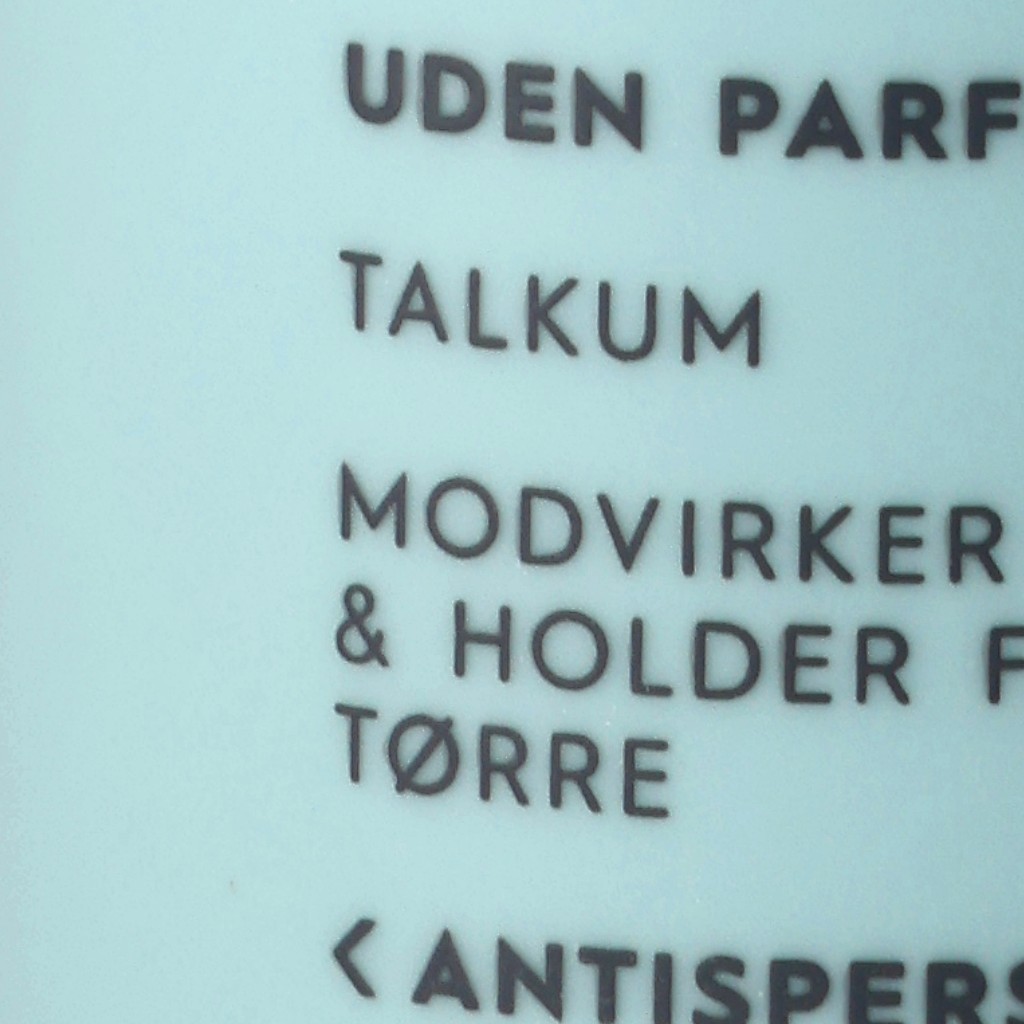 UDEN PARF
TALKUM
MODVIRKER
& HOLDER F
TØRRE
< ANTISPERS